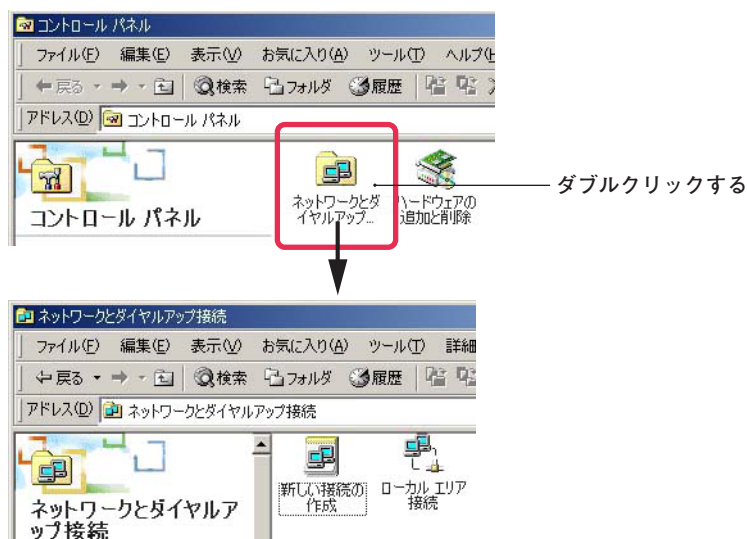 コントロール パネル
ファイル(F) 編集(E) 表示(V) お気に入り(A) ツール(T) ヘルプ(H
戻る 検索 フォルダ 履歴
アドレス(D) コントロール パネル
コントロール パネル
ネットワークとダ
イヤルアップ...
ハードウェアの
追加と削除
ダブルクリックする
ネットワークとダイヤルアップ接続
ファイル(F) 編集(E) 表示(V) お気に入り(A) ツール(T) 詳細
戻る 検索 フォルダ 履歴
アドレス(D) ネットワークとダイヤルアップ接続
ネットワークとダイヤルア
ップ接続
新しい接続の
作成
ローカル エリア
接続